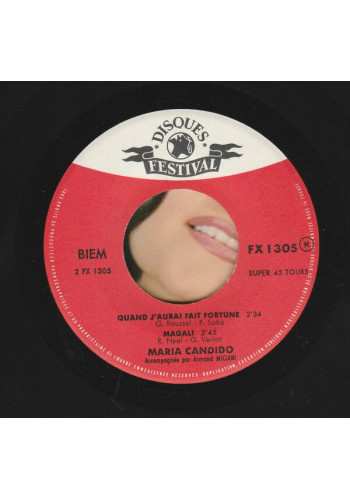 DISQUES
FESTIVAL
BIEM
FX 1305 M
2 FX 1305
SUPER 45 TOURS
QUAND J'AURAI FAIT FORTUNE 2'34
G. Roussel - P. Saka
MAGALI 2'45
R. Nyel - G. Verlor
MARIA CANDIDO
Accompagnée par Armand MIGIANI